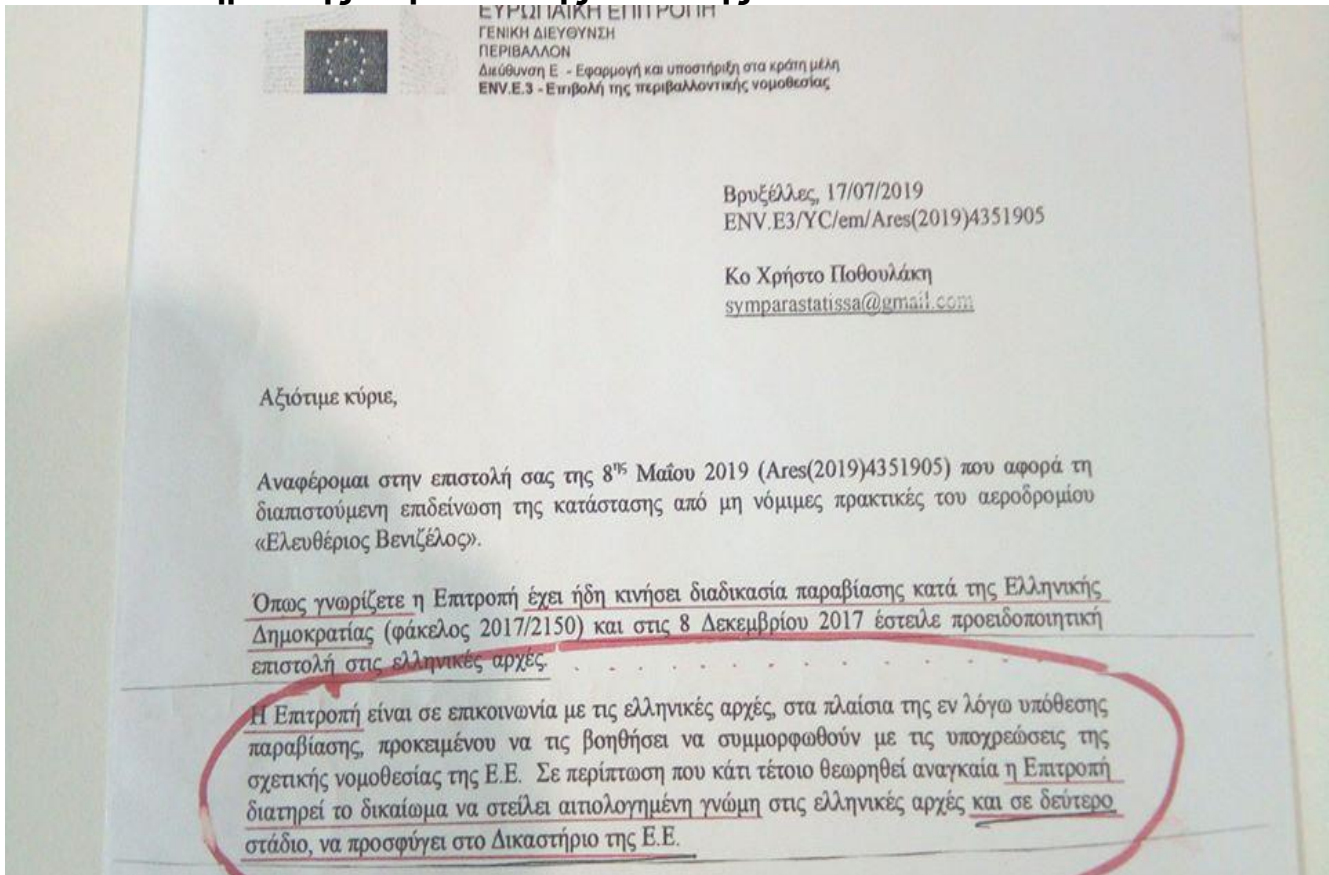 ΕΥΡΩΠΑΪΚΗ ΕΠΙΤΡΟΠΗ
ΓΕΝΙΚΗ ΔΙΕΥΘΥΝΣΗ
ΠΕΡΙΒΑΛΛΟΝ
Διεύθυνση Ε - Εφαρμογή και υποστήριξη στα κράτη μέλη
ENV.E.3 - Επιβολή της περιβαλλοντικής νομοθεσίας
Βρυξέλλες, 17/07/2019
ENV.E3/YC/em/Ares(2019)4351905
Κο Χρήστο Ποθουλάκη
symparastatissa@gmail.com
Αξιότιμε κύριε,
Αναφέρομαι στην επιστολή σας της 8ης Μαΐου 2019 (Ares(2019)4351905) που αφορά τη
διαπιστούμενη επιδείνωση της κατάστασης από μη νόμιμες πρακτικές του αεροδρομίου
«Ελευθέριος Βενιζέλος».
Όπως γνωρίζετε η Επιτροπή έχει ήδη κινήσει διαδικασία παραβίασης κατά της Ελληνικής
Δημοκρατίας (φάκελος 2017/2150) και στις 8 Δεκεμβρίου 2017 έστειλε προειδοποιητική
επιστολή στις ελληνικές αρχές.
Η Επιτροπή είναι σε επικοινωνία με τις ελληνικές αρχές, στα πλαίσια της εν λόγω υπόθεσης
παραβίασης, προκειμένου να τις βοηθήσει να συμμορφωθούν με τις υποχρεώσεις της
σχετικής νομοθεσίας της Ε.Ε. Σε περίπτωση που κάτι τέτοιο θεωρηθεί αναγκαία η Επιτροπή
διατηρεί το δικαίωμα να στείλει αιτιολογημένη γνώμη στις ελληνικές αρχές και σε δεύτερο
στάδιο, να προσφύγει στο Δικαστήριο της Ε.Ε.